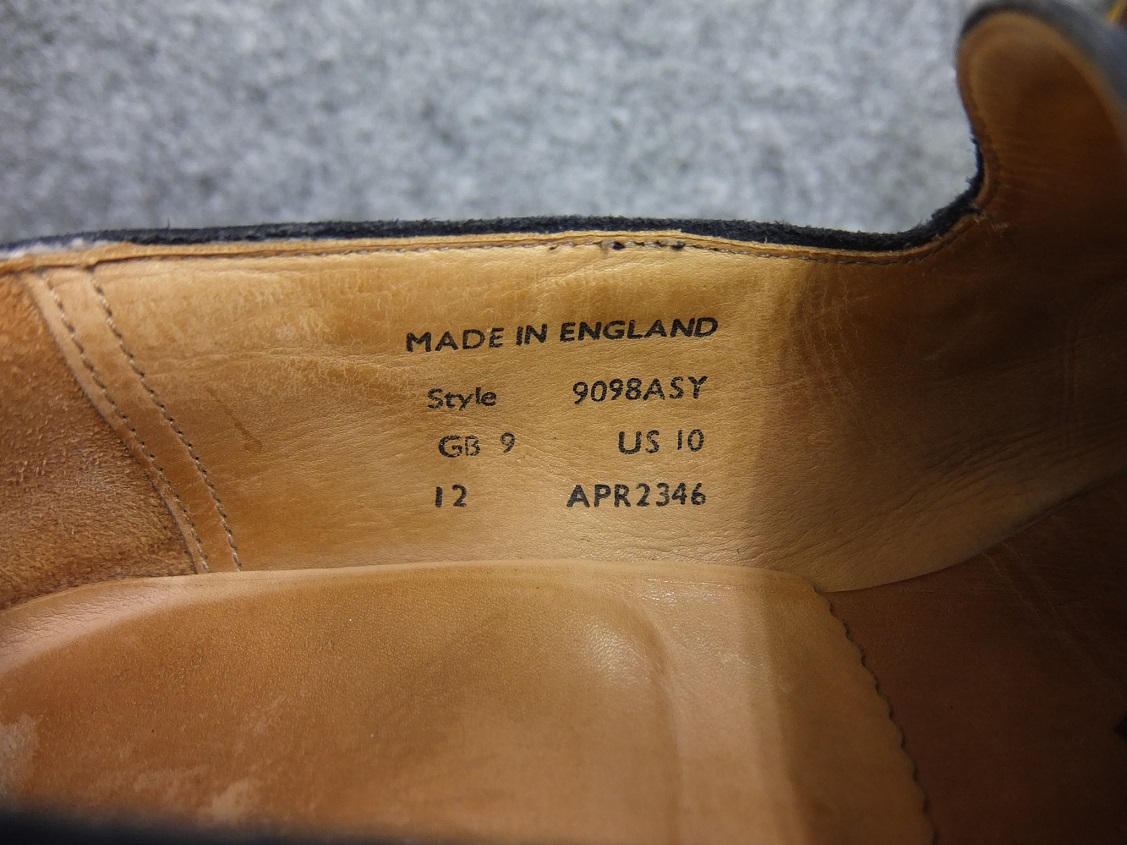 MADE IN ENGLAND
Style 9098ASY
GB 9 US 10
12 APR2346